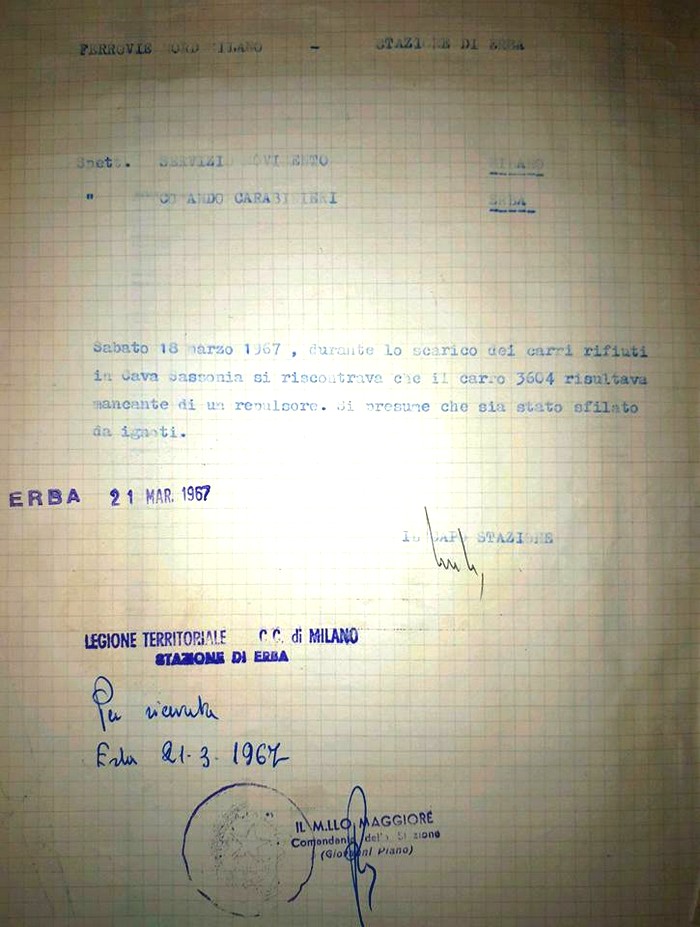 FERROVIE NORD MILANO - STAZIONE DI ERBA
Spett. SERVIZIO MOVIMENTO MILANO
" COMANDO CARABINIERI ERBA
Sabato 18 marzo 1967 , durante lo scarico dei carri rifiuti
in Cava Sassonia si riscontrava che il carro 3604 risultava
mancante di un repulsore. Si presume che sia stato sfilato
da ignoti.
ERBA 21 MAR. 1967
IL CAPO STAZIONE
LEGIONE TERRITORIALE C.C. di MILANO
STAZIONE DI ERBA
Per ricevuta
Erba 21-3-1967
IL M.LLO MAGGIORE
Comandante della Stazione
(Giovanni Piano)